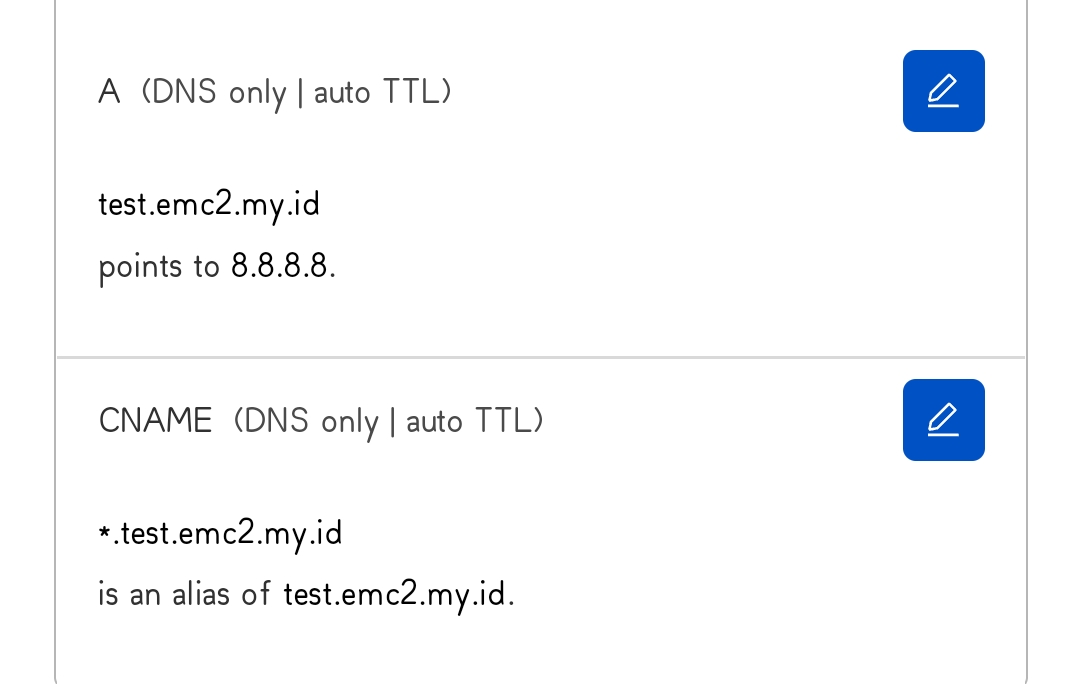 A (DNS only | auto TTL)
test.emc2.my.id
points to 8.8.8.8.
CNAME (DNS only | auto TTL)
*.test.emc2.my.id
is an alias of test.emc2.my.id.